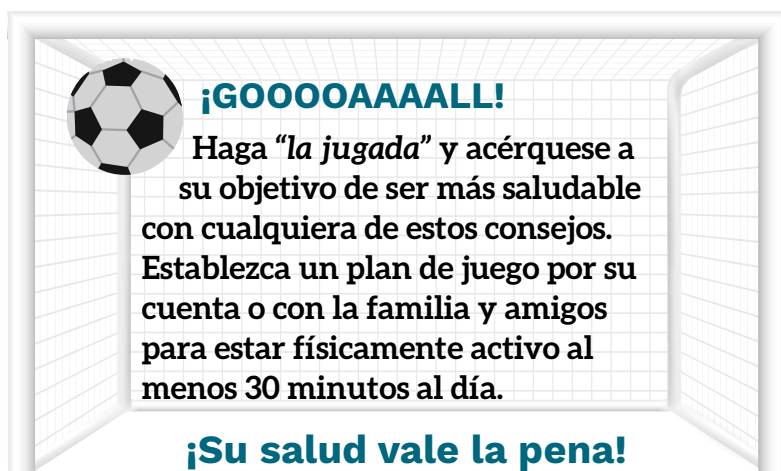 ¡GOOOOAAAALL!
Haga “la jugada” y acérquese a
su objetivo de ser más saludable
con cualquiera de estos consejos.
Establezca un plan de juego por su
cuenta o con la familia y amigos
para estar físicamente activo al
menos 30 minutos al día.
¡Su salud vale la pena!